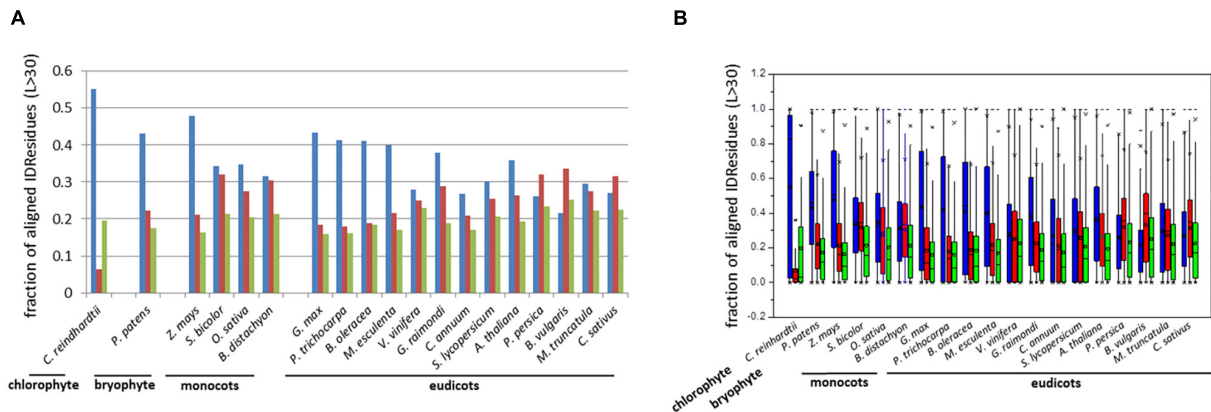 A
fraction of aligned IDResidues (L>30)
0.6
0.5
0.4
0.3
0.2
0.1
0
C. reindhardtii
P. patens
Z. mays
S. bicolor
O. sativa
B. distachyon
G. max
P. trichocarpa
B. oleracea
M. esculenta
V. vinifera
G. raimondi
C. annuum
S. lycopersicum
A. thaliana
P. persica
B. vulgaris
M. truncatula
C. sativus
chlorophyte
bryophyte
monocots
eudicots
B
fraction of aligned IDResidues (L>30)
1.2
1.0
0.8
0.6
0.4
0.2
0.0
-0.2
C. reindhardtii
P. patens
Z. mays
S. bicolor
O. sativa
B. distachyon
G. max
P. trichocarpa
B. oleracea
M. esculenta
V. vinifera
G. raimondi
C. annuun
S. lycopersicum
A. thaliana
P. persica
B. vulgaris
M. truncatula
C. sativus
chlorophyte
bryophyte
monocots
eudicots